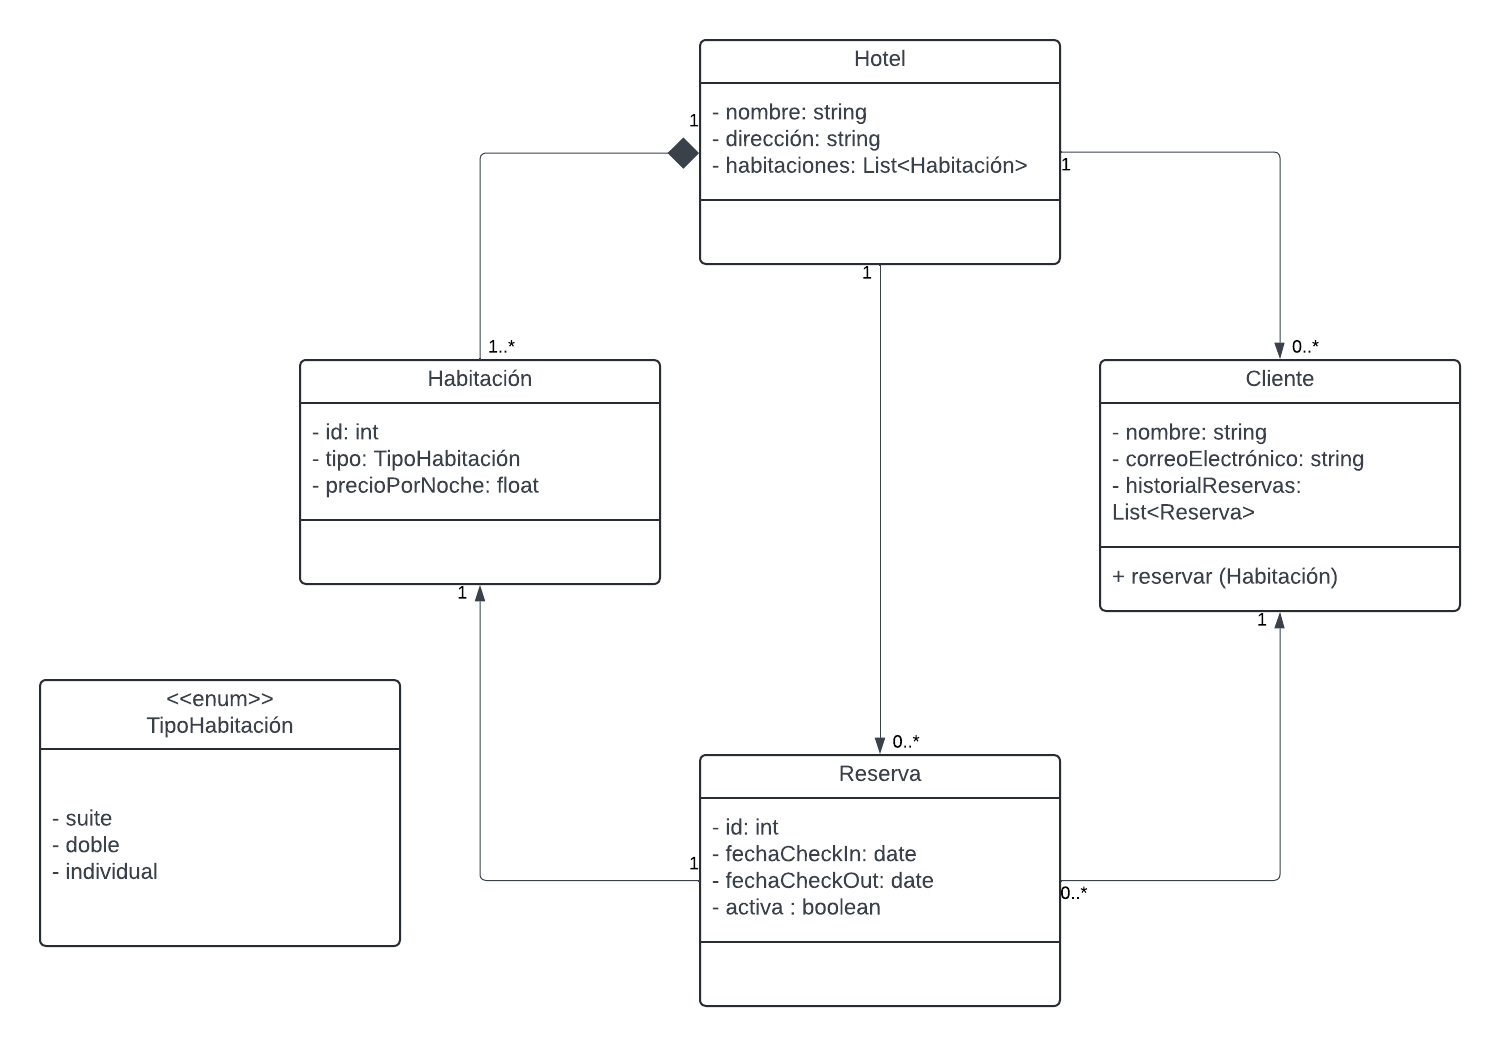 Hotel
- nombre: string
- dirección: string
- habitaciones: List<Habitación>
1
1
1
1..*
0..*
Habitación
- id: int
- tipo: TipoHabitación
- precioPorNoche: float
1
Cliente
- nombre: string
- correoElectrónico: string
- historialReservas:
List<Reserva>
+ reservar (Habitación)
1
<<enum>>
TipoHabitación
- suite
- doble
- individual
0..*
Reserva
- id: int
- fechaCheckIn: date
- fechaCheckOut: date
- activa : boolean
1
0..*